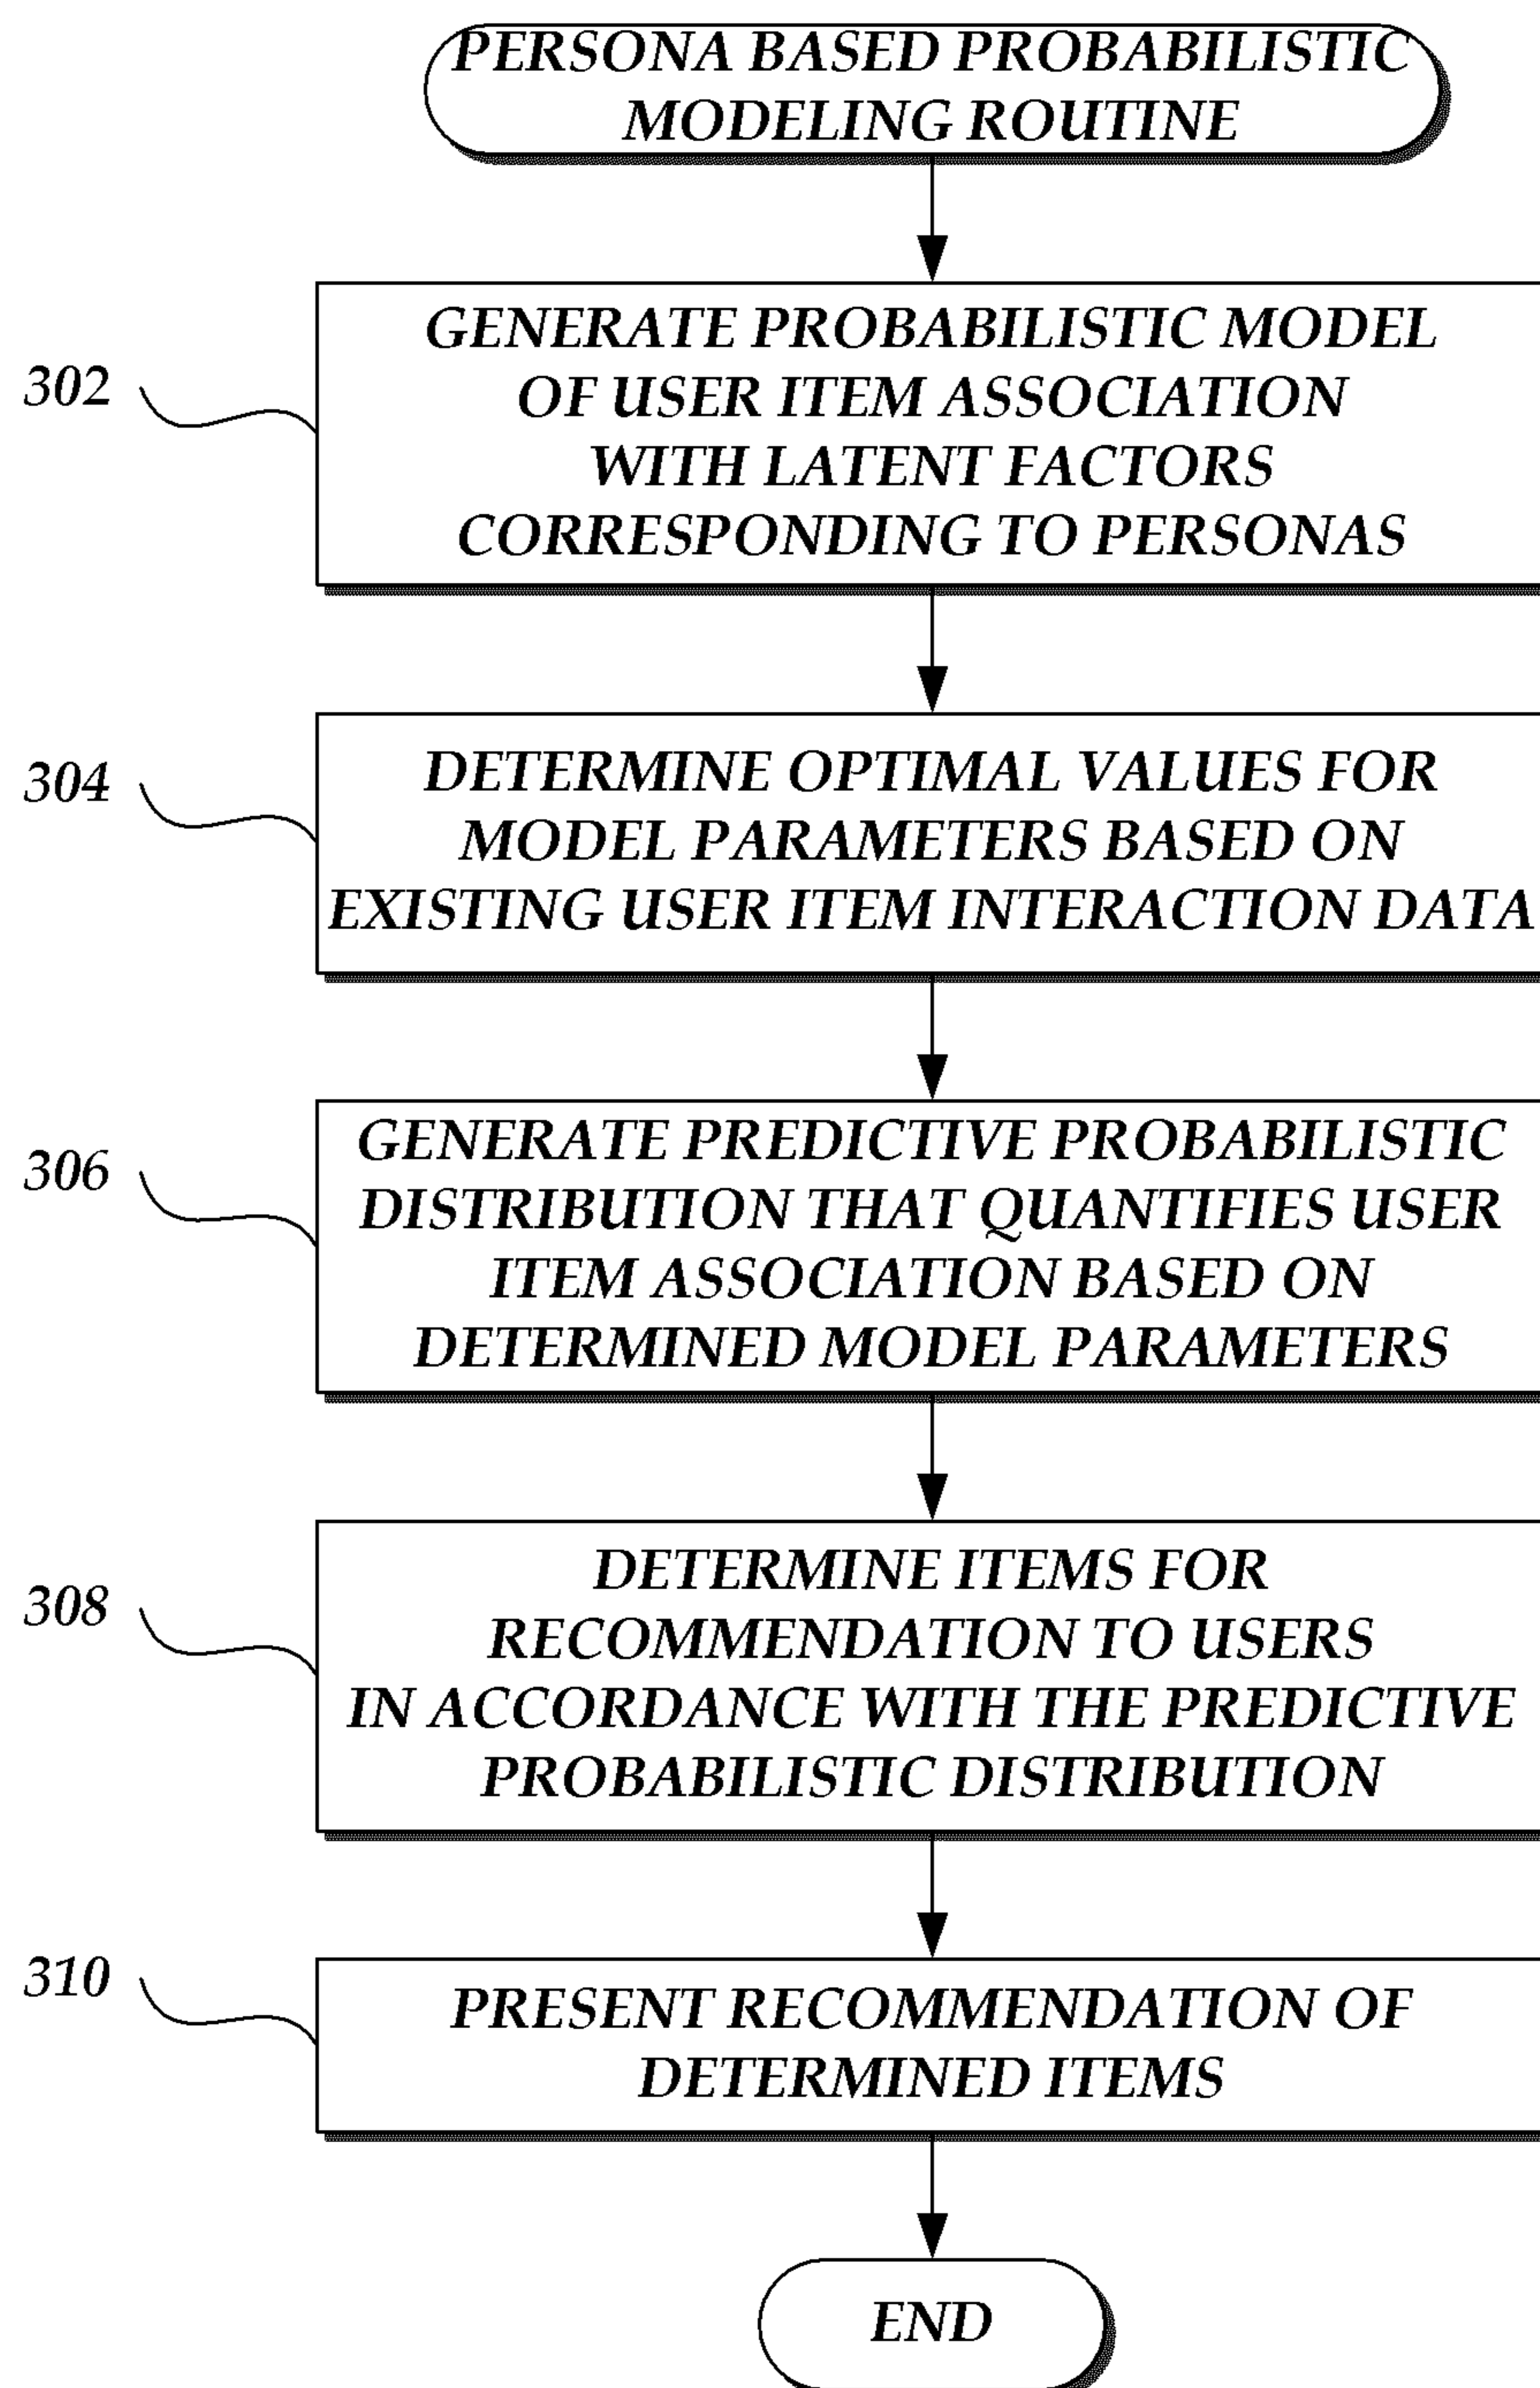 PERSONA BASED PROBABILISTIC
MODELING ROUTINE
302
GENERATE PROBABILISTIC MODEL
OF USER ITEM ASSOCIATION
WITH LATENT FACTORS
CORRESPONDING TO PERSONAS
304
DETERMINE OPTIMAL VALUES FOR
MODEL PARAMETERS BASED ON
EXISTING USER ITEM INTERACTION DATA
306
GENERATE PREDICTIVE PROBABILISTIC
DISTRIBUTION THAT QUANTIFIES USER
ITEM ASSOCIATION BASED ON
DETERMINED MODEL PARAMETERS
308
DETERMINE ITEMS FOR
RECOMMENDATION TO USERS
IN ACCORDANCE WITH THE PREDICTIVE
PROBABILISTIC DISTRIBUTION
310
PRESENT RECOMMENDATION OF
DETERMINED ITEMS
END